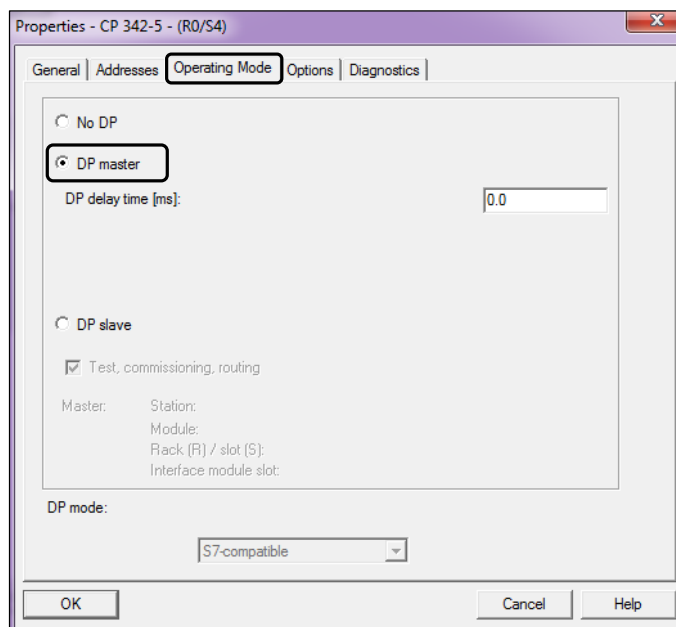 Properties - CP 342-5 - (R0/S4)
General Addresses Operating Mode Options Diagnostics
No DP
DP master
DP delay time [ms]: 0.0
DP slave
Test, commissioning, routing
Master: Station:
Module:
Rack (R) / slot (S):
Interface module slot:
DP mode:
S7-compatible
OK Cancel Help